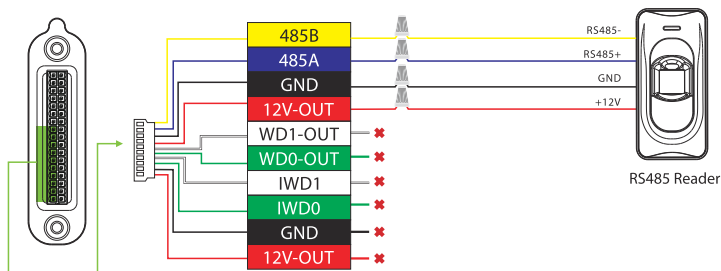 485B
RS485-
485A
RS485+
GND
GND
12V-OUT
+12V
WD1-OUT
WD0-OUT
IWD1
IWD0
GND
12V-OUT
RS485 Reader